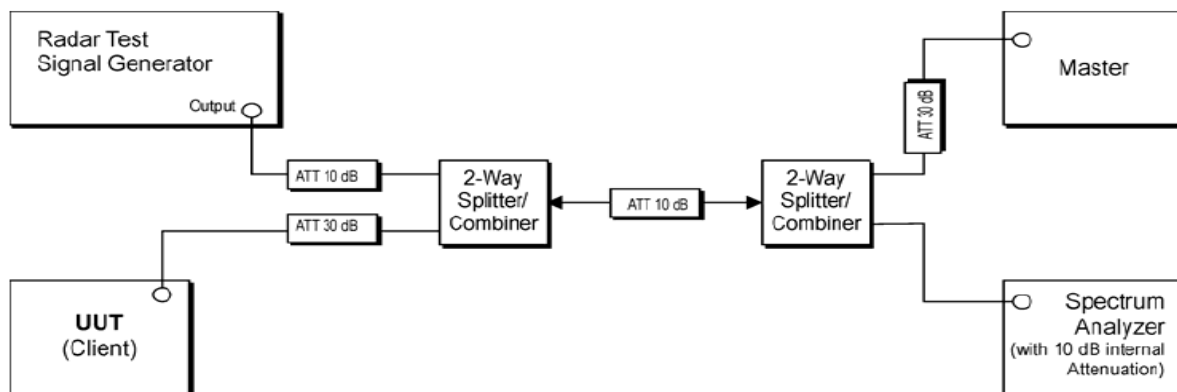 Radar Test
Signal Generator
Output
ATT 10 dB
2-Way
Splitter/
Combiner
ATT 30 dB
UUT
(Client)
ATT 10 dB
2-Way
Splitter/
Combiner
ATT 30 dB
Master
Spectrum
Analyzer
(with 10 dB internal
Attenuation)